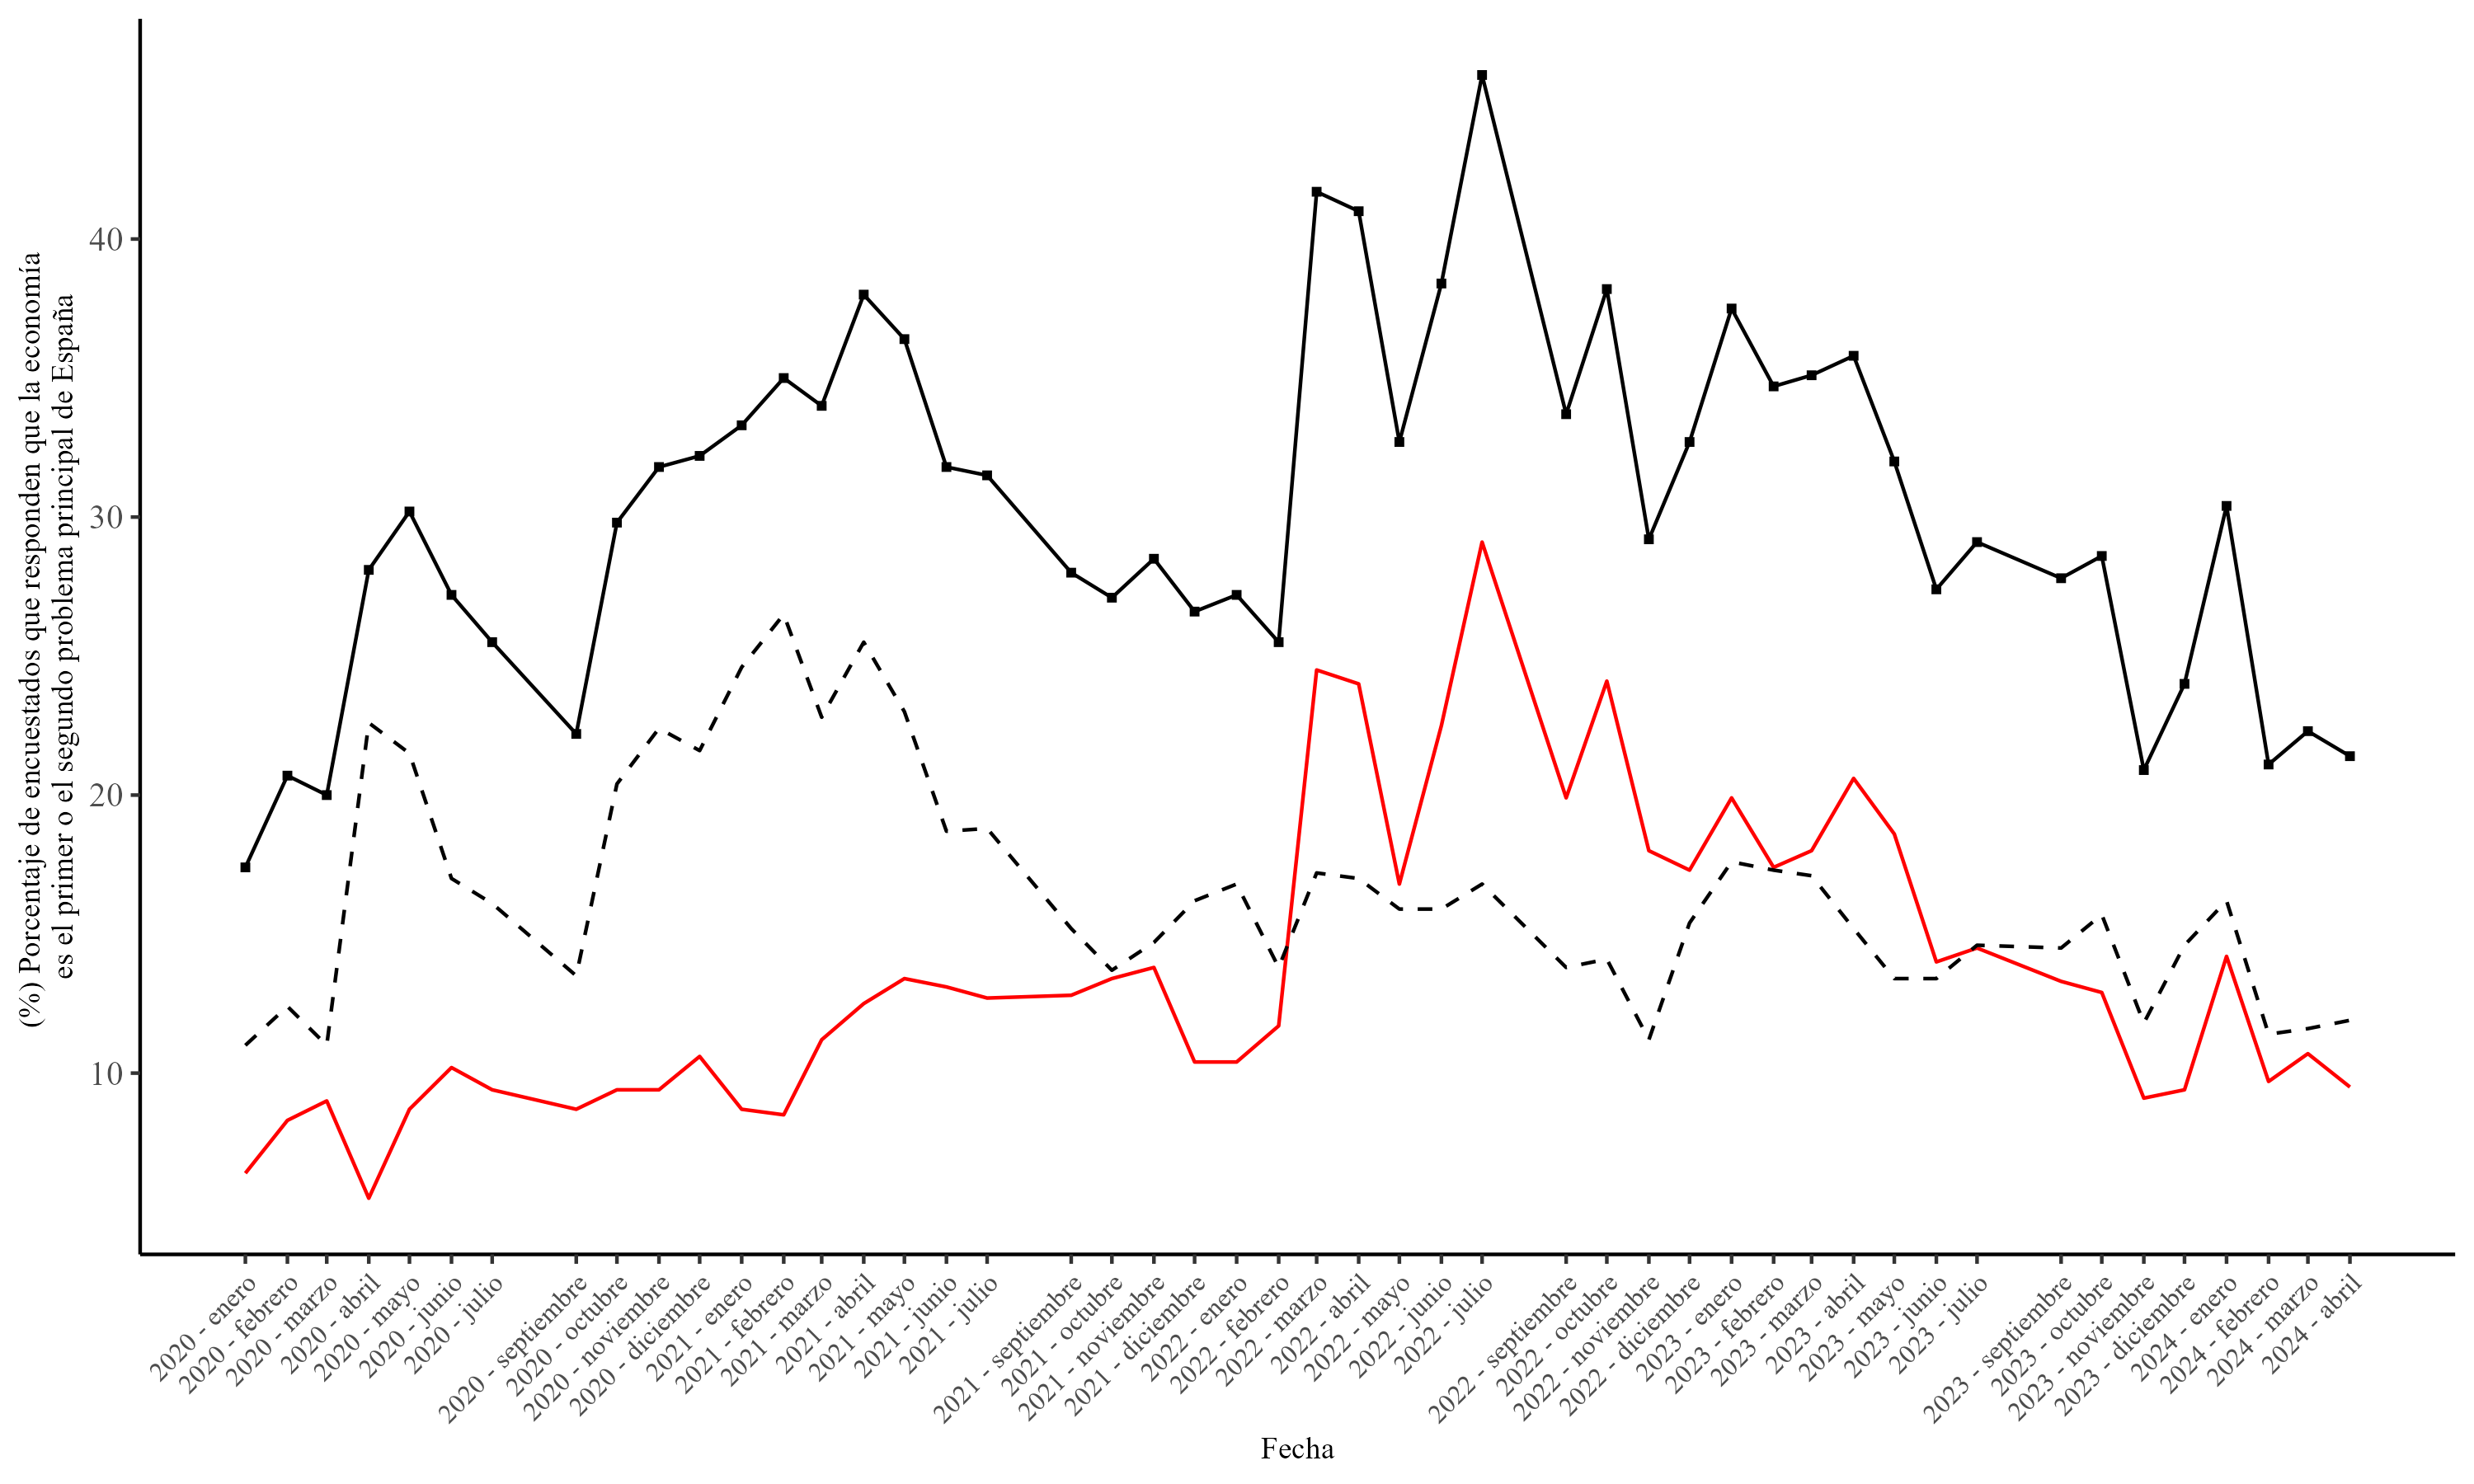 (%) Porcentaje de encuestados que responden que la economía
es el primer o el segundo problema principal de España
40
30
20
10
2020 - enero
2020 - febrero
2020 - marzo
2020 - abril
2020 - mayo
2020 - junio
2020 - julio
2020 - septiembre
2020 - octubre
2020 - noviembre
2020 - diciembre
2021 - enero
2021 - febrero
2021 - marzo
2021 - abril
2021 - mayo
2021 - junio
2021 - julio
2021 - septiembre
2021 - octubre
2021 - noviembre
2021 - diciembre
2022 - enero
2022 - febrero
2022 - marzo
2022 - abril
2022 - mayo
2022 - junio
2022 - julio
2022 - septiembre
2022 - octubre
2022 - noviembre
2022 - diciembre
2023 - enero
2023 - febrero
2023 - marzo
2023 - abril
2023 - mayo
2023 - junio
2023 - julio
2023 - septiembre
2023 - octubre
2023 - noviembre
2023 - diciembre
2024 - enero
2024 - febrero
2024 - marzo
2024 - abril
Fecha